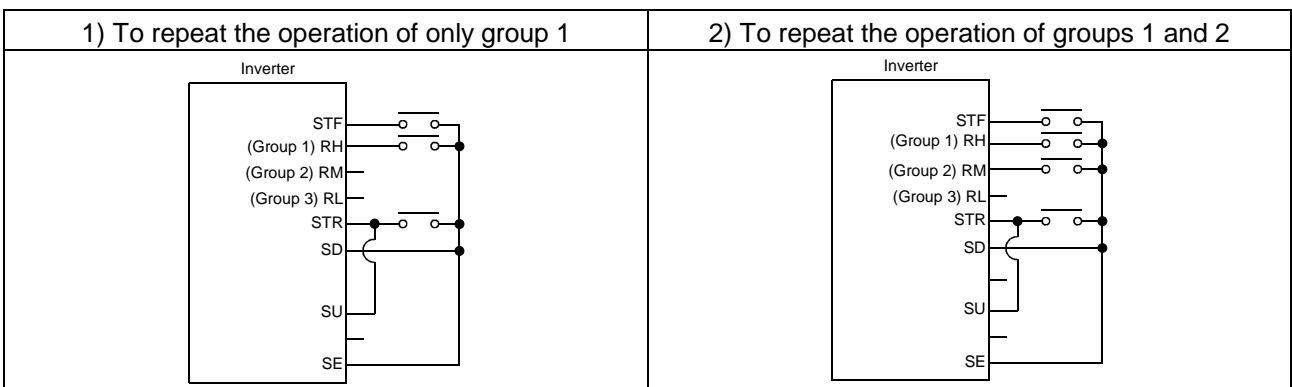 1) To repeat the operation of only group 1
2) To repeat the operation of groups 1 and 2
Inverter
STF
(Group 1) RH
(Group 2) RM
(Group 3) RL
STR
SD
SU
SE
Inverter
STF
(Group 1) RH
(Group 2) RM
(Group 3) RL
STR
SD
SU
SE